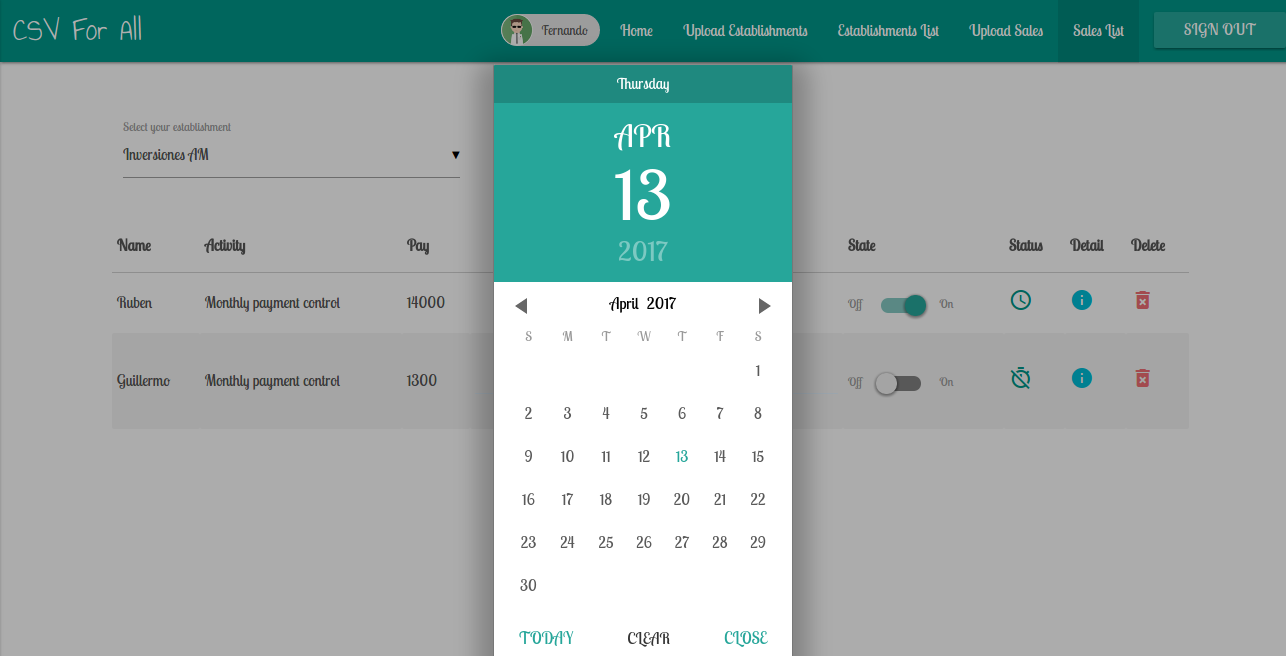 CSV For All
Fernando Home Upload Establishments Establishments List Upload Sales Sales List SIGN OUT
Thursday
APR
13
2017
Select your establishment
Inversiones AM
Name Activity Pay State Status Detail Delete
Ruben Monthly payment control 14000 Off On
Guillermo Monthly payment control 1300 Off On
April 2017
S M T W T F S
1
2 3 4 5 6 7 8
9 10 11 12 13 14 15
16 17 18 19 20 21 22
23 24 25 26 27 28 29
30
TODAY CLEAR CLOSE